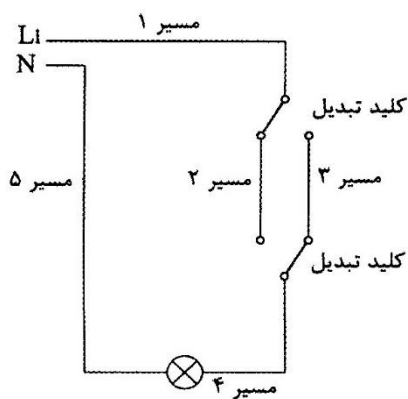 مسیر ۱
Li
N
کلید تبدیل
مسیر ۵
مسیر ۲
مسیر ۳
کلید تبدیل
مسیر ۴